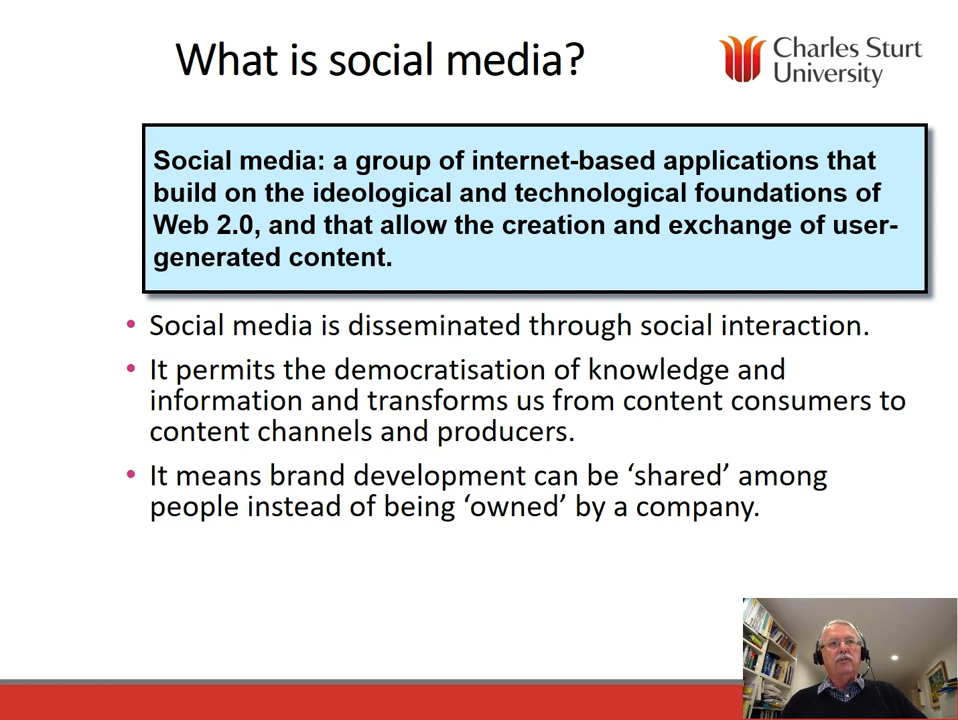 What is social media?
Charles Sturt
University
Social media: a group of internet-based applications that
build on the ideological and technological foundations of
Web 2.0, and that allow the creation and exchange of user-
generated content.
• Social media is disseminated through social interaction.
• It permits the democratisation of knowledge and
information and transforms us from content consumers to
content channels and producers.
• It means brand development can be ‘shared’ among
people instead of being ‘owned’ by a company.